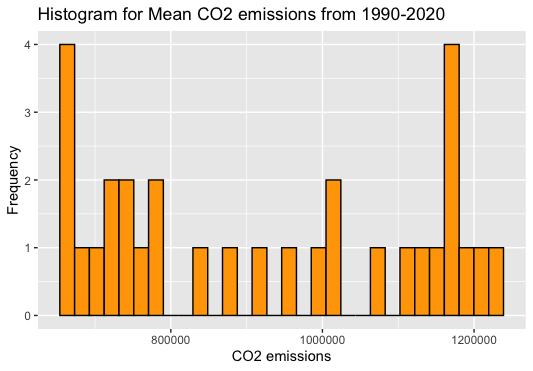 Histogram for Mean CO2 emissions from 1990-2020
4
3
2
1
0
Frequency
800000
1000000
1200000
CO2 emissions